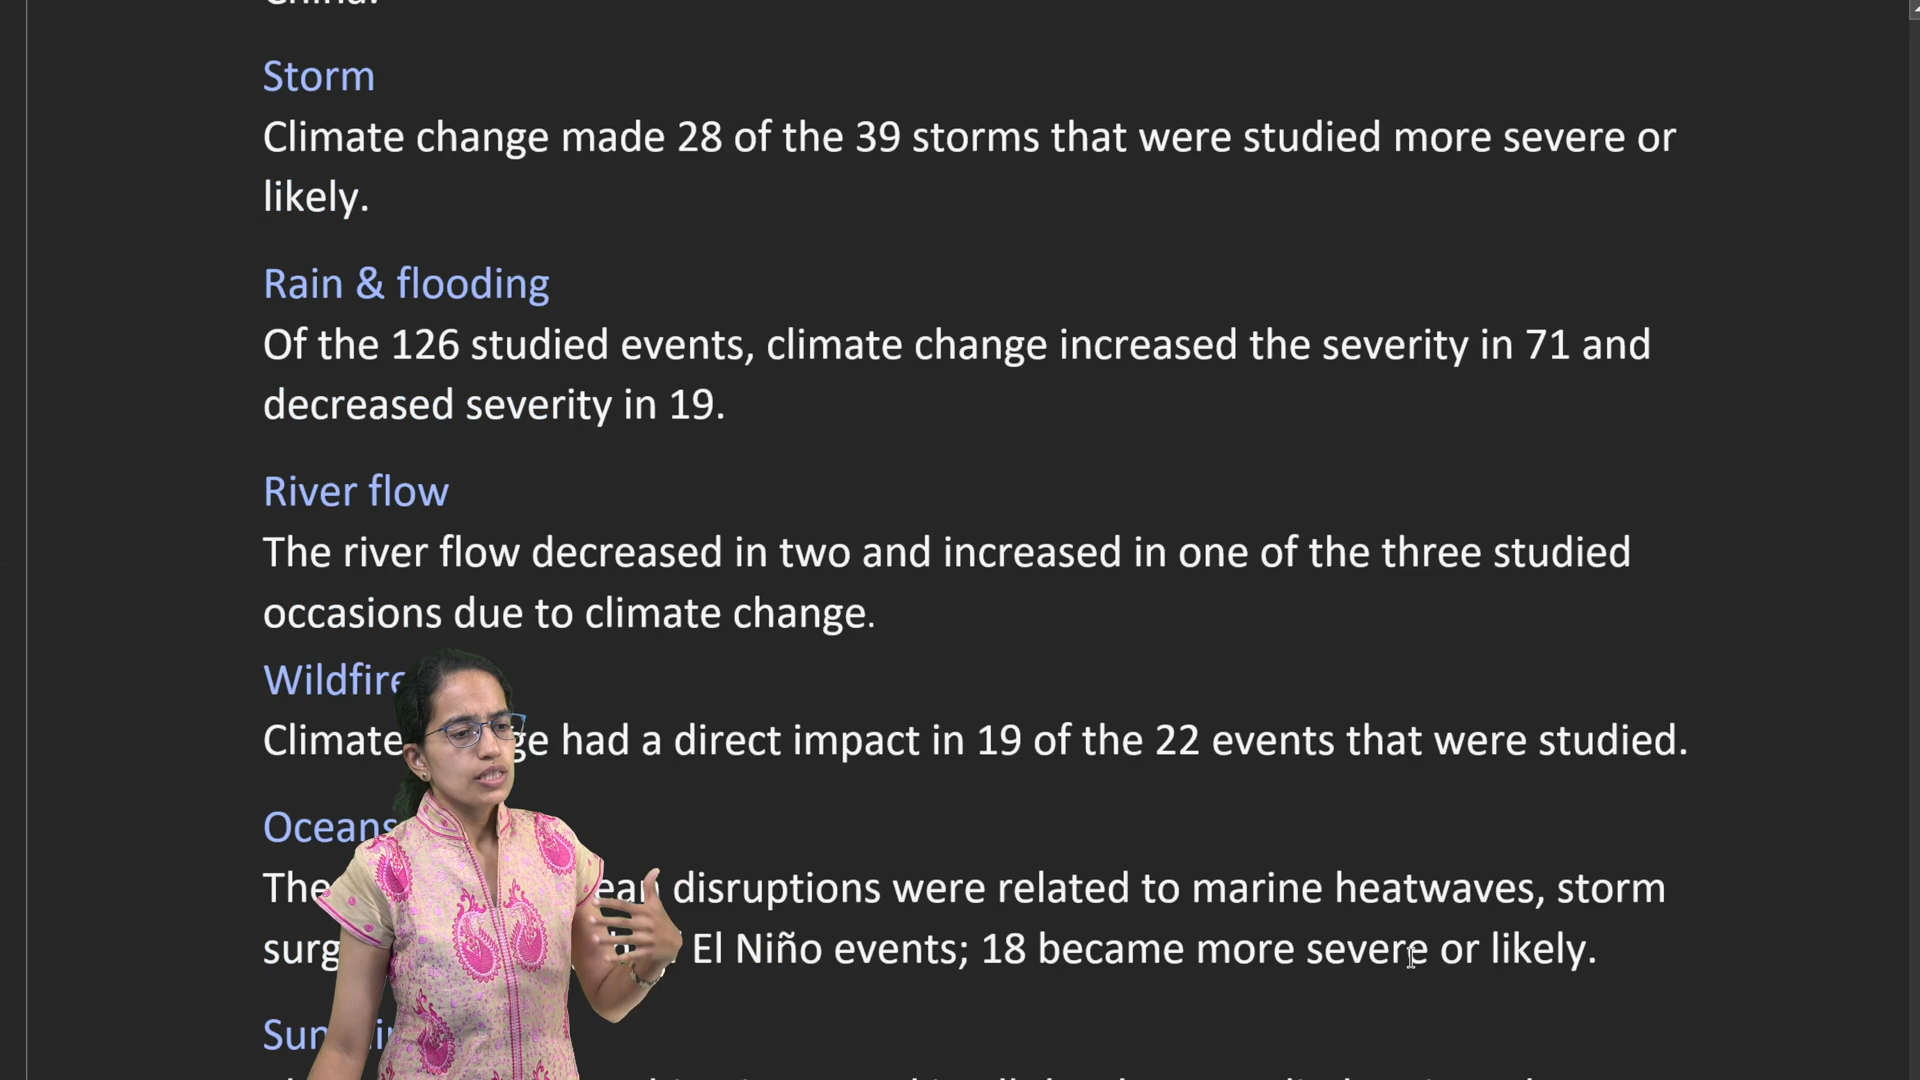 China.
Storm
Climate change made 28 of the 39 storms that were studied more severe or
likely.
Rain & flooding
Of the 126 studied events, climate change increased the severity in 71 and
decreased severity in 19.
River flow
The river flow decreased in two and increased in one of the three studied
occasions due to climate change.
Wildfire
Climate had a direct impact in 19 of the 22 events that were studied.
Oceans
The disruptions were related to marine heatwaves, storm
El Niño events; 18 became more severe or likely.